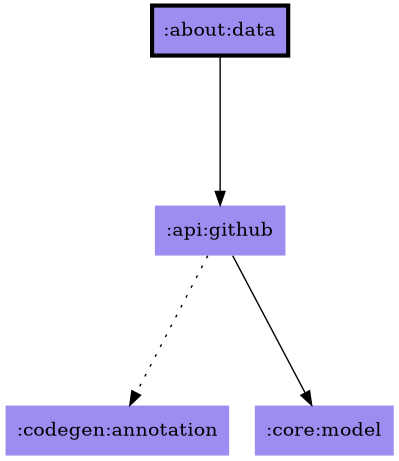 :about:data
:api:github
:codegen:annotation
:core:model